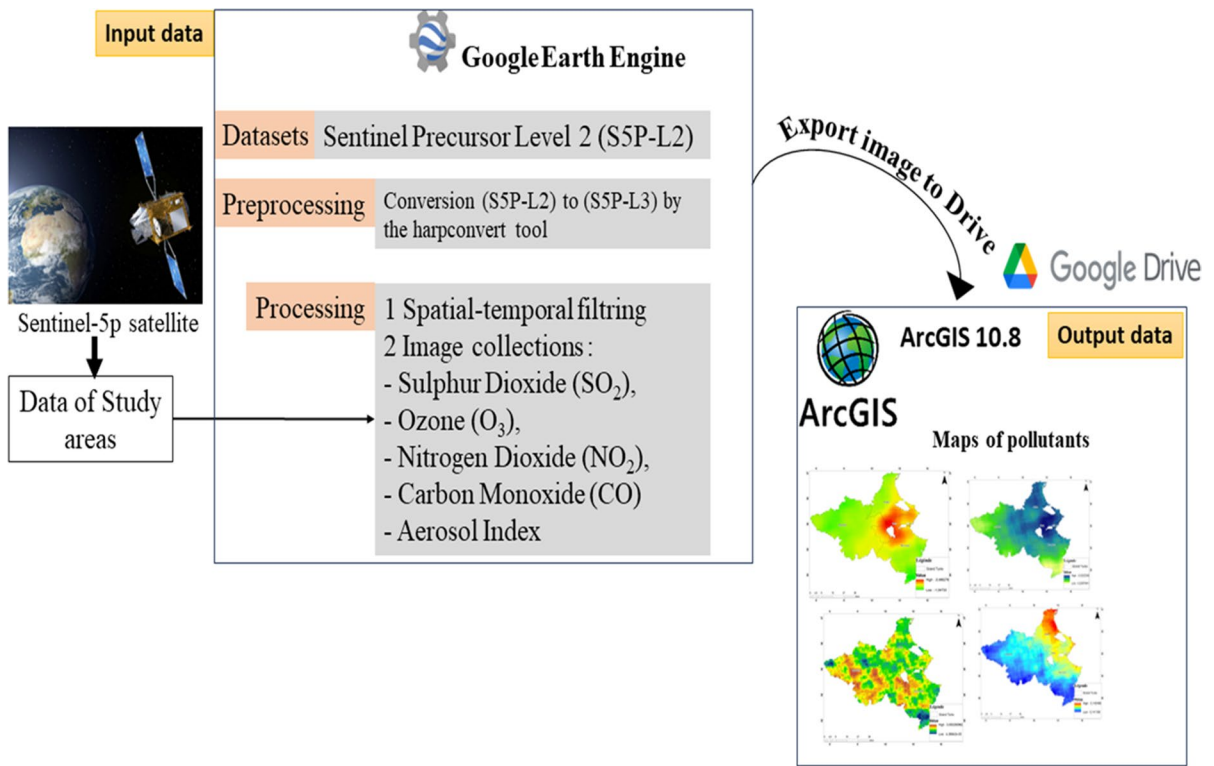 Input data
Google Earth Engine
Datasets
Sentinel Precursor Level 2 (S5P-L2)
Preprocessing
Conversion (S5P-L2) to (S5P-L3) by
the harpconvert tool
Processing
1 Spatial-temporal filtring
2 Image collections :
- Sulphur Dioxide (SO₂),
- Ozone (O₃),
- Nitrogen Dioxide (NO₂),
- Carbon Monoxide (CO)
- Aerosol Index
Sentinel-5p satellite
Data of Study
areas
Export image to Drive
Google Drive
ArcGIS 10.8
Output data
ArcGIS
Maps of pollutants